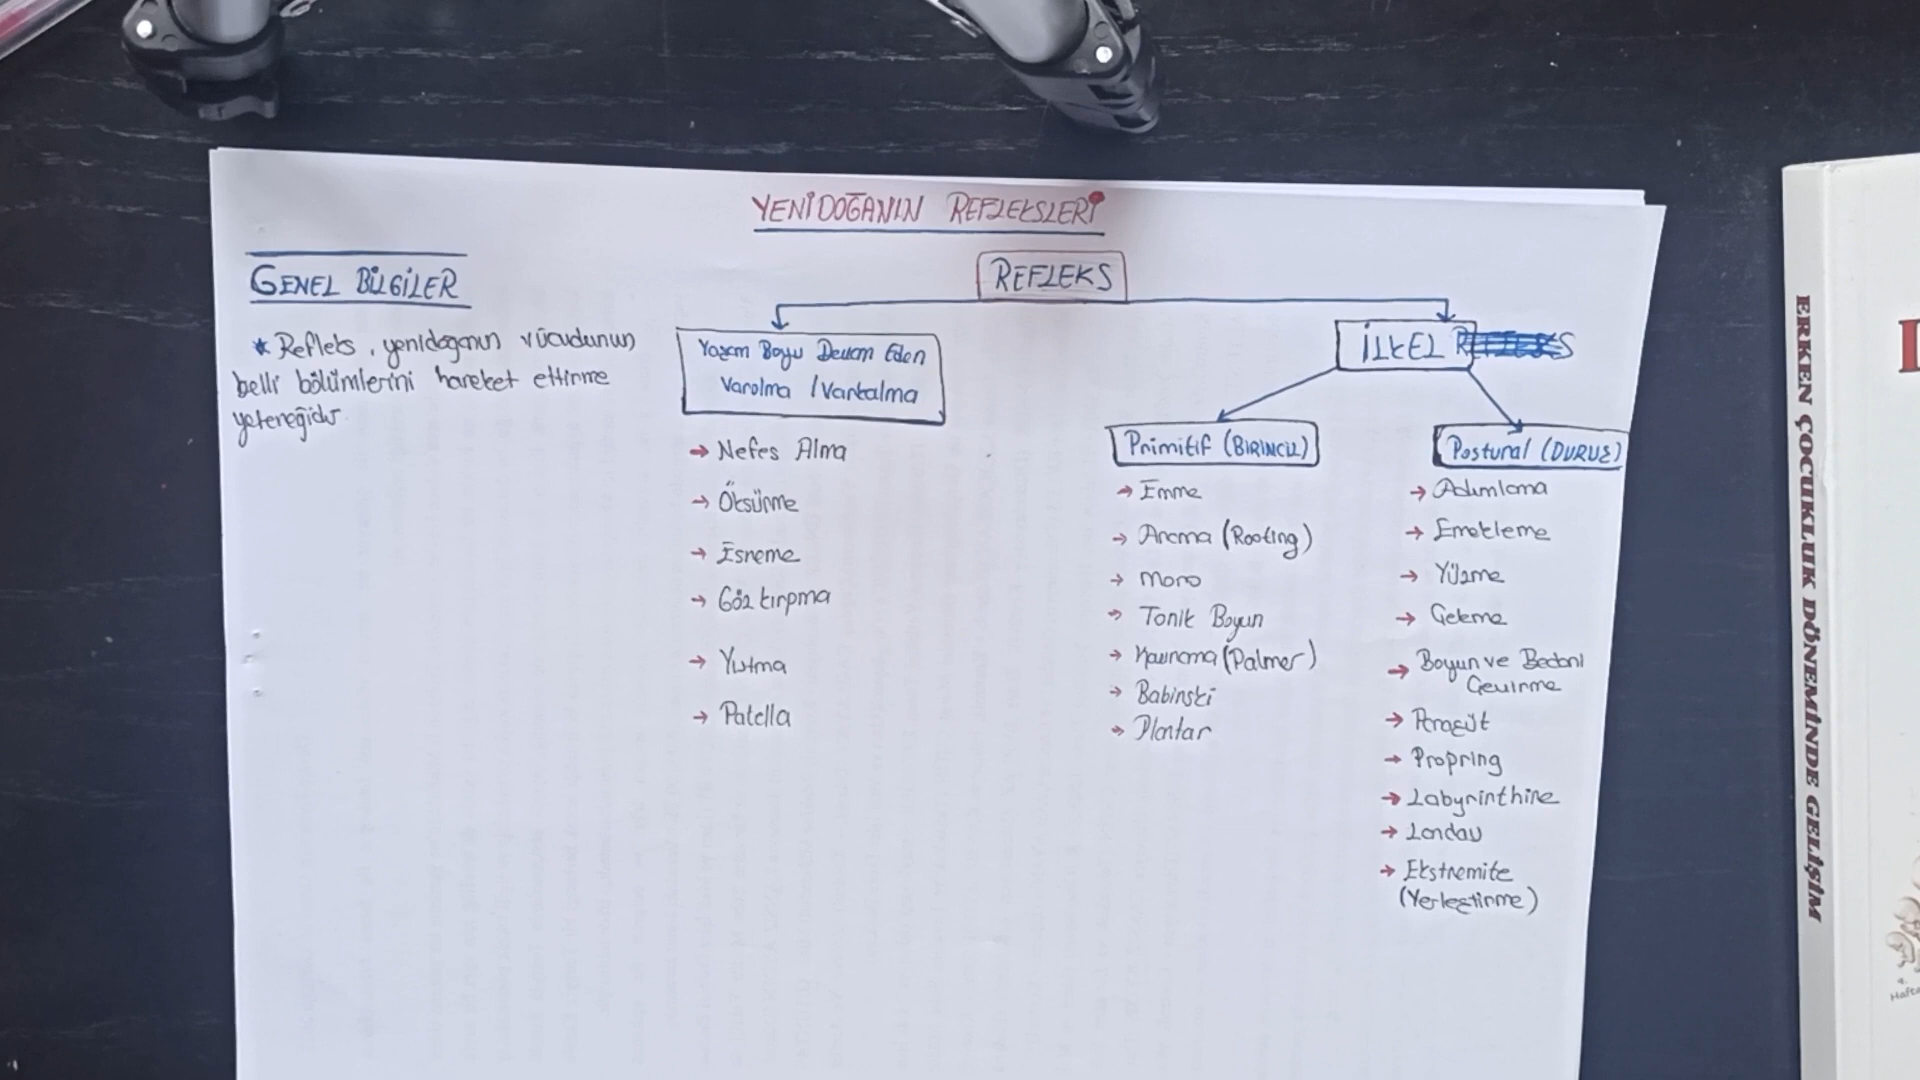 YENİDOĞANIN REFLEKSLERİ
GENEL BİLGİLER
* Refleks, yenidoğanın vücudunun
belli bölümlerini hareket ettirme
yeteneğidir.
REFLEKS
Yaşam Boyu Devam Eden
Varolma / Varkalma
→ Nefes Alma
→ Öksürme
→ Esneme
→ Göz kırpma
→ Yutma
→ Patella
İLKEL
Primitif (BİRİNCİL)
→ Emme
→ Arama (Rooting)
→ Moro
→ Tonik Boyun
→ Kavrama (Palmer)
→ Babinski
→ Plantar
Postural (DURUŞ)
→ Adımlama
→ Emekleme
→ Yüzme
→ Çekme
→ Boyun ve Bedeni
Çevirme
→ Paraşüt
→ Propring
→ Labyrinthine
→ Landau
→ Ekstremite
(Yerleştirme)
ERKEN ÇOCUKLUK DÖNEMİNDE GELİŞİM
4.
Hafta